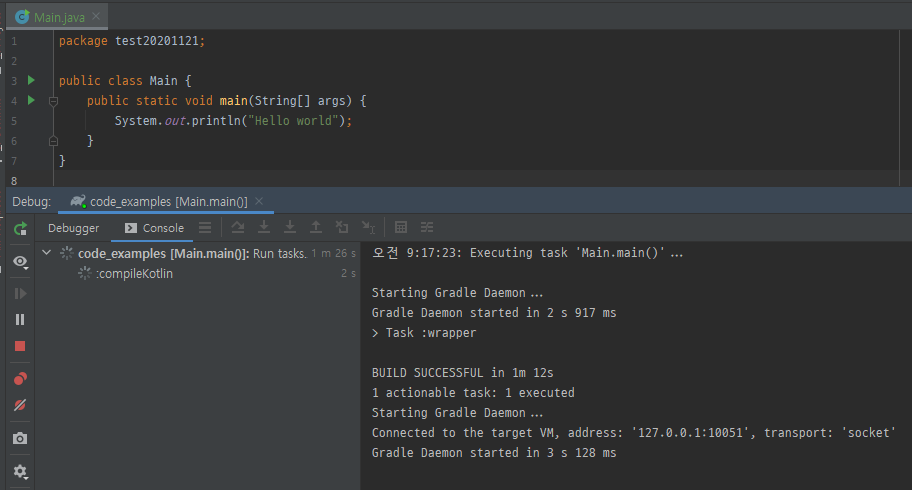 Main.java
1 package test20201121;
2
3 public class Main {
4 public static void main(String[] args) {
5 System.out.println("Hello world");
6 }
7 }
8
Debug: code_examples [Main.main()]
Debugger Console
code_examples [Main.main()]: Run tasks. 1 m 26 s
:compileKotlin 2 s
오전 9:17:23: Executing task 'Main.main()'...
Starting Gradle Daemon...
Gradle Daemon started in 2 s 917 ms
> Task :wrapper
BUILD SUCCESSFUL in 1m 12s
1 actionable task: 1 executed
Starting Gradle Daemon...
Connected to the target VM, address: '127.0.0.1:10051', transport: 'socket'
Gradle Daemon started in 3 s 128 ms